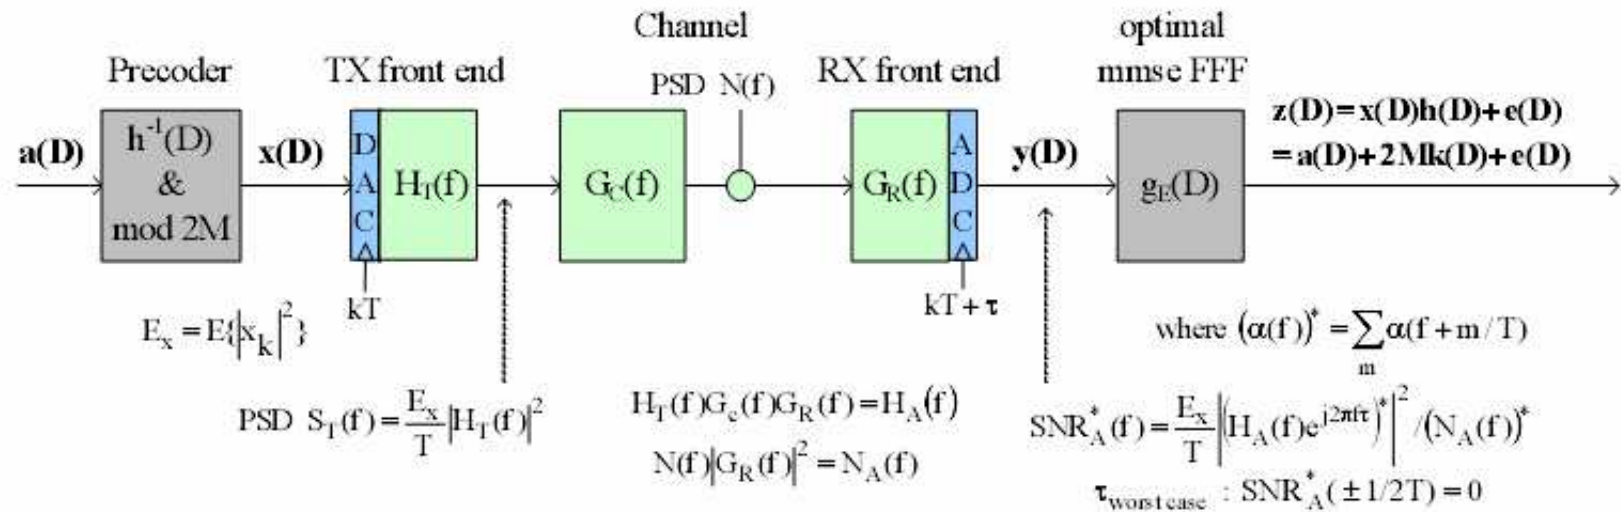 Channel
optimal
mmse FFF
Precoder
TX front end
PSD N(f)
RX front end
a(D)
h⁻¹(D)
&
mod 2M
x(D)
D
A
C
H_T(f)
G_C(f)
G_R(f)
A
D
C
y(D)
g_E(D)
z(D)=x(D)h(D)+e(D)
=a(D)+2Mk(D)+e(D)
kT
kT+τ
E_x = E{|x_k|²}
where (α(f))* = ∑_m α(f+m/T)
PSD S_T(f) = E_x/T |H_T(f)|²
H_T(f)G_c(f)G_R(f)=H_A(f)
N(f)|G_R(f)|² = N_A(f)
SNR*_A(f) = E_x/T |(H_A(f)e^{j2πfτ})*|² /(N_A(f))*
τ_worst case : SNR*_A(±1/2T)=0